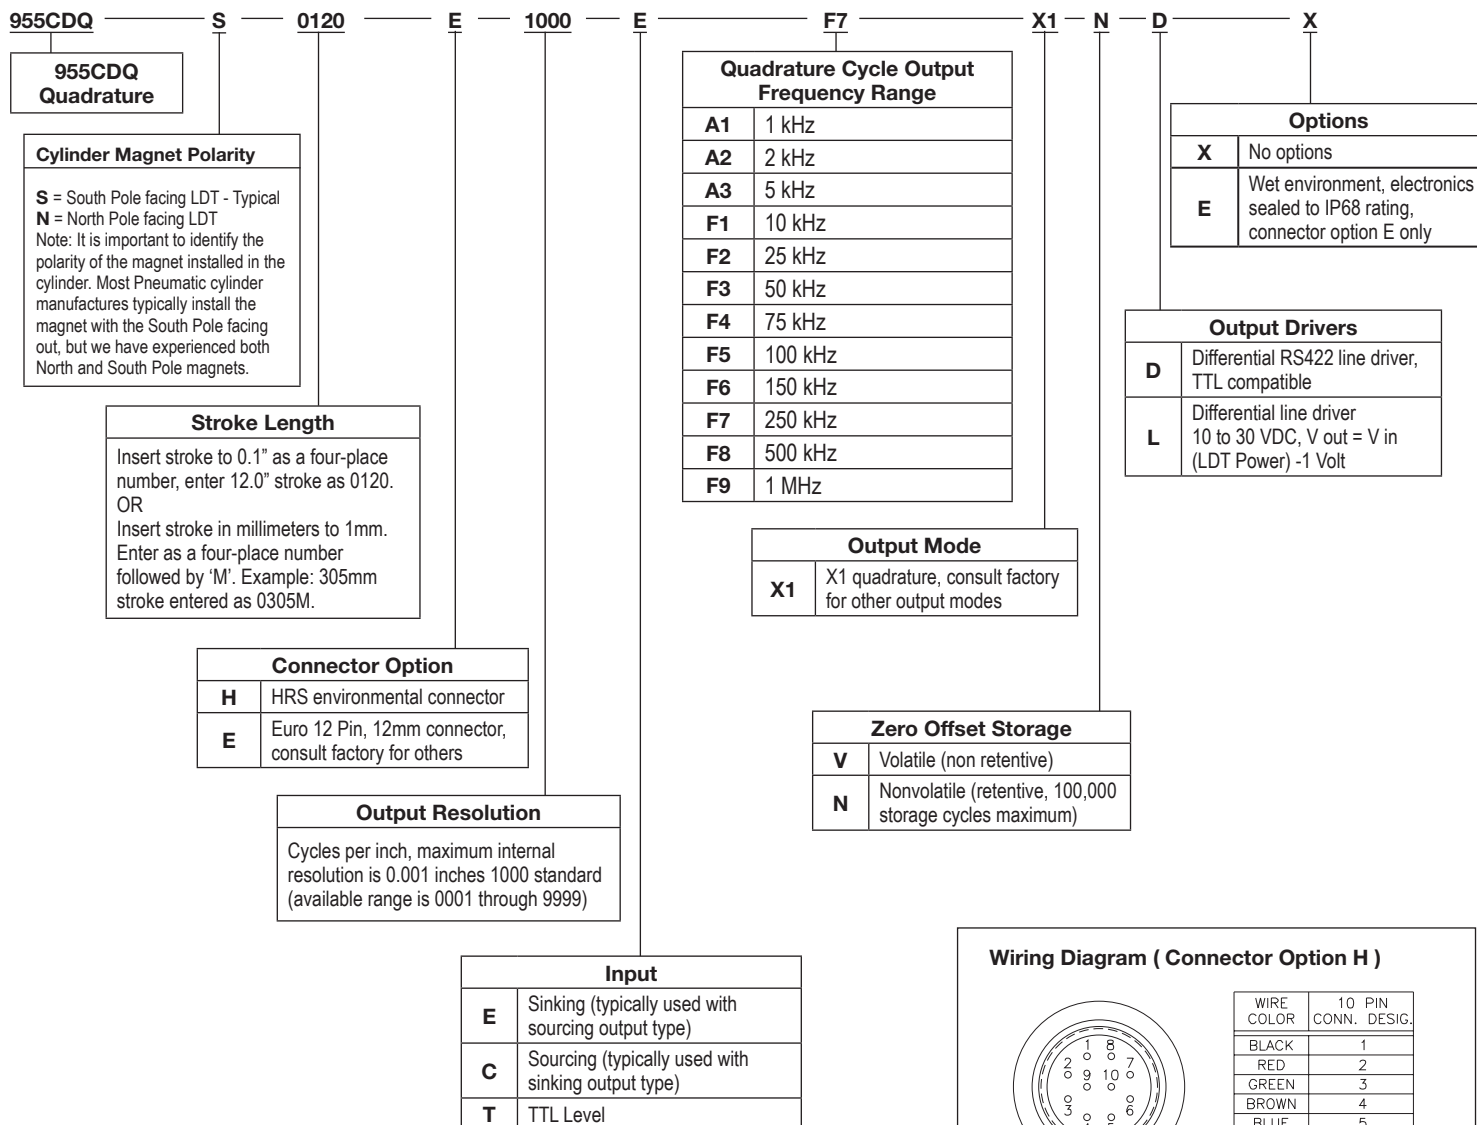 955CDQ S 0120 E 1000 E F7 X1 N D X
955CDQ
Quadrature
Cylinder Magnet Polarity
S = South Pole facing LDT - Typical
N = North Pole facing LDT
Note: It is important to identify the
polarity of the magnet installed in the
cylinder. Most Pneumatic cylinder
manufactures typically install the
magnet with the South Pole facing
out, but we have experienced both
North and South Pole magnets.
Stroke Length
Insert stroke to 0.1” as a four-place
number, enter 12.0” stroke as 0120.
OR
Insert stroke in millimeters to 1mm.
Enter as a four-place number
followed by ‘M’. Example: 305mm
stroke entered as 0305M.
Connector Option
H HRS environmental connector
E Euro 12 Pin, 12mm connector,
consult factory for others
Output Resolution
Cycles per inch, maximum internal
resolution is 0.001 inches 1000 standard
(available range is 0001 through 9999)
Input
E Sinking (typically used with
sourcing output type)
C Sourcing (typically used with
sinking output type)
T TTL Level
Quadrature Cycle Output
Frequency Range
A1 1 kHz
A2 2 kHz
A3 5 kHz
F1 10 kHz
F2 25 kHz
F3 50 kHz
F4 75 kHz
F5 100 kHz
F6 150 kHz
F7 250 kHz
F8 500 kHz
F9 1 MHz
Output Mode
X1 X1 quadrature, consult factory
for other output modes
Zero Offset Storage
V Volatile (non retentive)
N Nonvolatile (retentive, 100,000
storage cycles maximum)
Output Drivers
D Differential RS422 line driver,
TTL compatible
L Differential line driver
10 to 30 VDC, V out = V in
(LDT Power) -1 Volt
Options
X No options
E Wet environment, electronics
sealed to IP68 rating,
connector option E only
Wiring Diagram ( Connector Option H )
1 8
2 7
9 10
3 6
WIRE COLOR 10 PIN CONN. DESIG.
BLACK 1
RED 2
GREEN 3
BROWN 4
BLUE 5